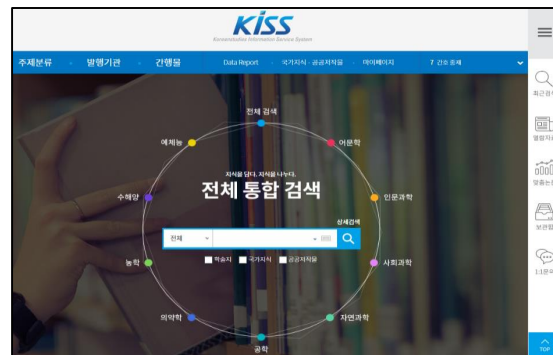 KISS
Koreanstudies Information Service System
주제분류
발행기관
간행물
Data Report
국가지식·공공저작물
마이페이지
전체 검색
예체능
어문학
지식을 담다. 지식을 나누다.
전체 통합 검색
수해양
인문과학
상세검색
전체
학술지
국가지식
공공저작물
농학
사회과학
의약학
자연과학
공학
보관함
TOP